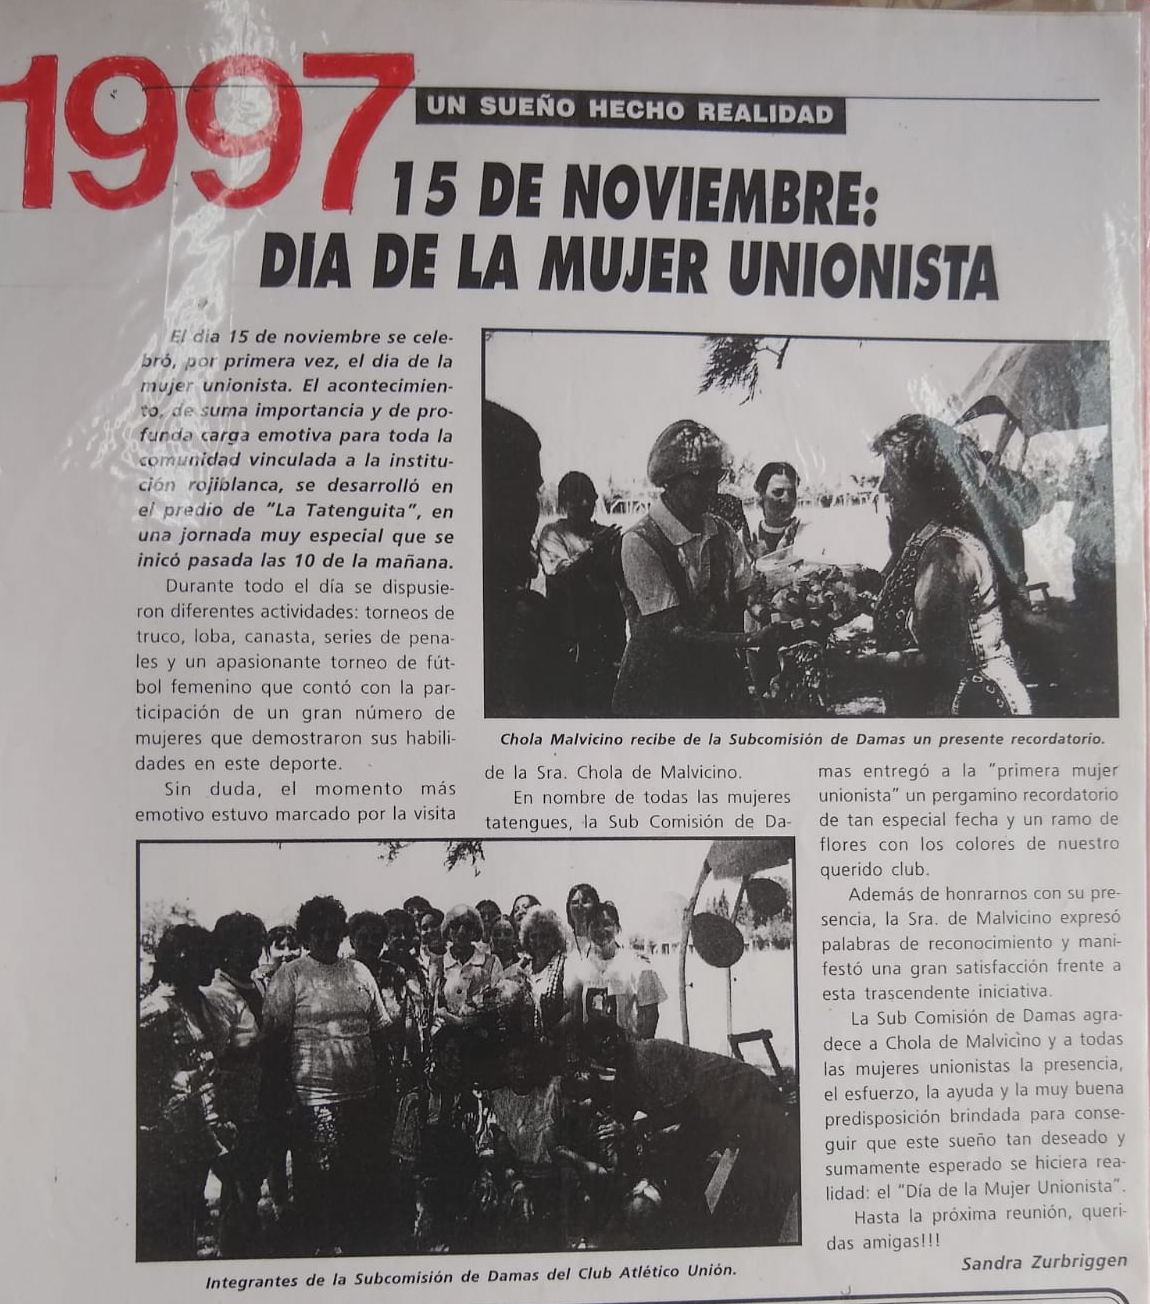 1997
UN SUEÑO HECHO REALIDAD
15 DE NOVIEMBRE:
DIA DE LA MUJER UNIONISTA
El dia 15 de noviembre se cele-
bró, por primera vez, el dia de la
mujer unionista. El acontecimien-
to, de suma importancia y de pro-
funda carga emotiva para toda la
comunidad vinculada a la institu-
ción rojiblanca, se desarrolló en
el predio de "La Tatenguita", en
una jornada muy especial que se
inicó pasada las 10 de la mañana.
Durante todo el día se dispusie-
ron diferentes actividades: torneos de
truco, loba, canasta, series de pena-
les y un apasionante torneo de fút-
bol femenino que contó con la par-
ticipación de un gran número de
mujeres que demostraron sus habili-
dades en este deporte.
Sin duda, el momento más
emotivo estuvo marcado por la visita
Chola Malvicino recibe de la Subcomisión de Damas un presente recordatorio.
de la Sra. Chola de Malvicino.
En nombre de todas las mujeres
tatengues, la Sub Comisión de Da-
mas entregó a la "primera mujer
unionista" un pergamino recordatorio
de tan especial fecha y un ramo de
flores con los colores de nuestro
querido club.
Además de honrarnos con su pre-
sencia, la Sra. de Malvicino expresó
palabras de reconocimiento y mani-
festó una gran satisfacción frente a
esta trascendente iniciativa.
La Sub Comisión de Damas agra-
dece a Chola de Malvicino y a todas
las mujeres unionistas la presencia,
el esfuerzo, la ayuda y la muy buena
predisposición brindada para conse-
guir que este sueño tan deseado y
sumamente esperado se hiciera rea-
lidad: el "Día de la Mujer Unionista".
Hasta la próxima reunión, queri-
das amigas!!!
Sandra Zurbriggen
Integrantes de la Subcomisión de Damas del Club Atlético Unión.